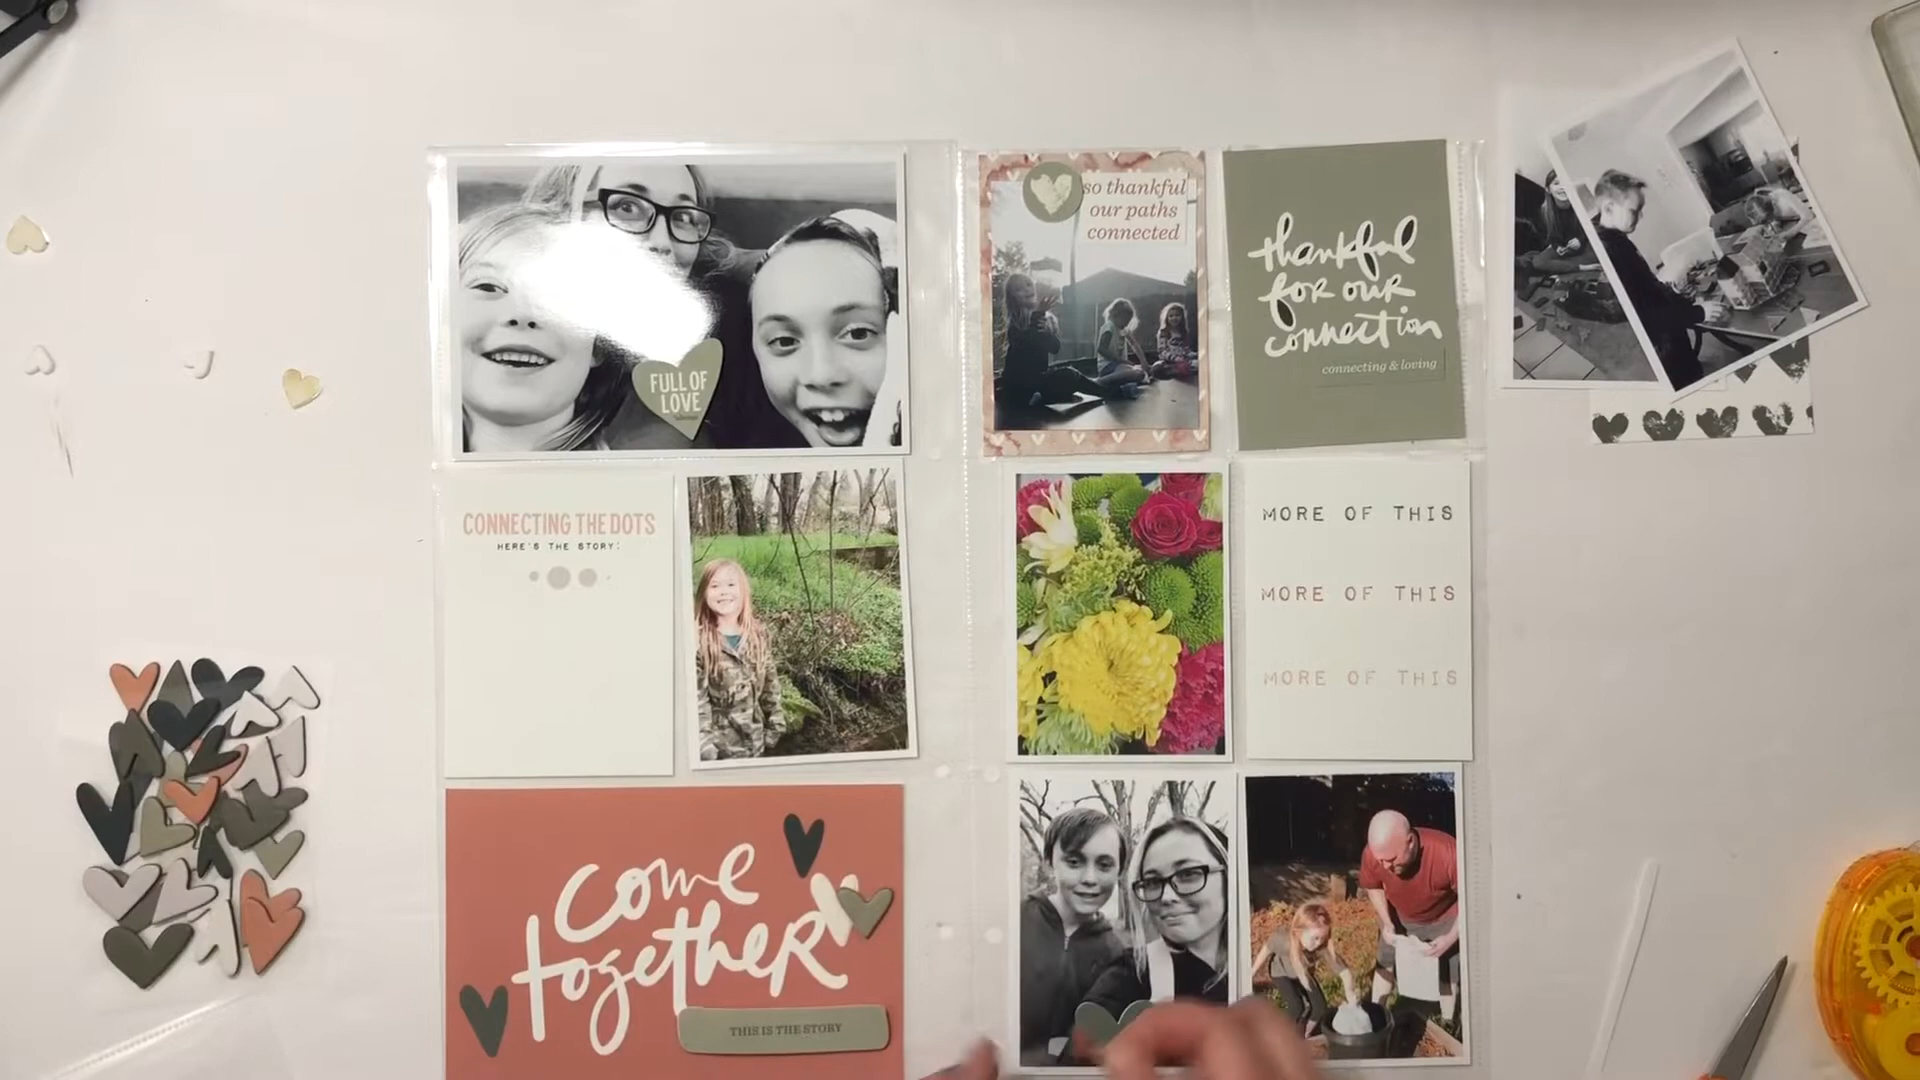 FULL OF
LOVE
so thankful
our paths
connected
thankful
for our
connection
connecting & loving
CONNECTING THE DOTS
HERE'S THE STORY:
MORE OF THIS
MORE OF THIS
MORE OF THIS
come
together
THIS IS THE STORY